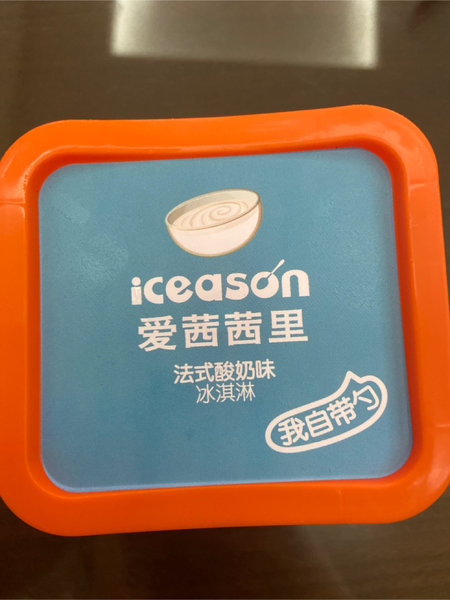 iceason
爱茜茜里
法式酸奶味
冰淇淋
我自带勺